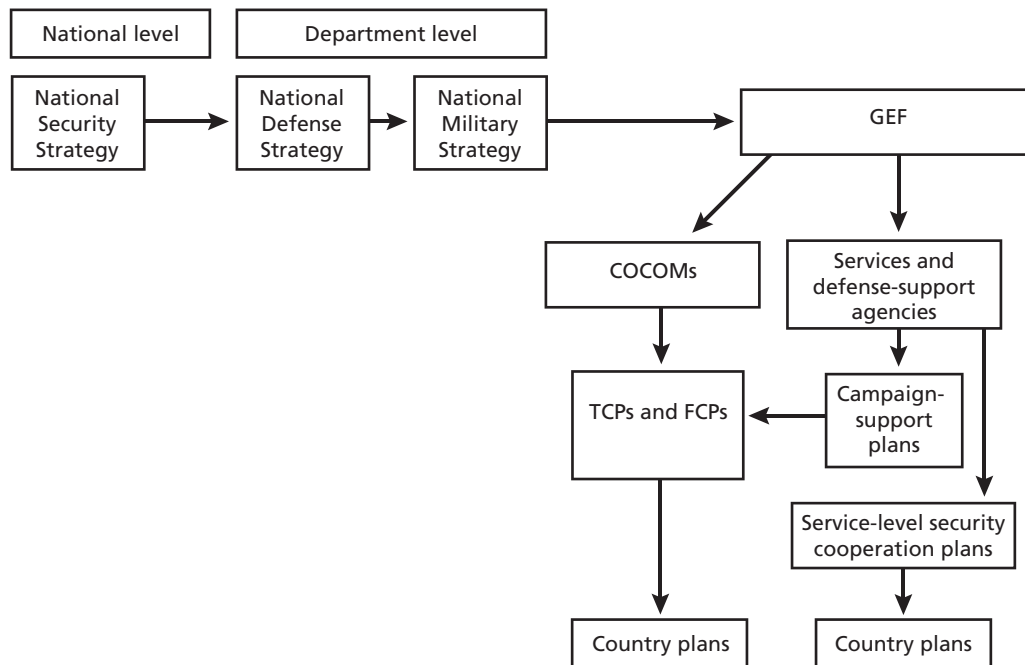 National level
Department level
National
Security
Strategy
National
Defense
Strategy
National
Military
Strategy
GEF
COCOMs
Services and
defense-support
agencies
TCPs and FCPs
Campaign-
support
plans
Service-level security
cooperation plans
Country plans
Country plans